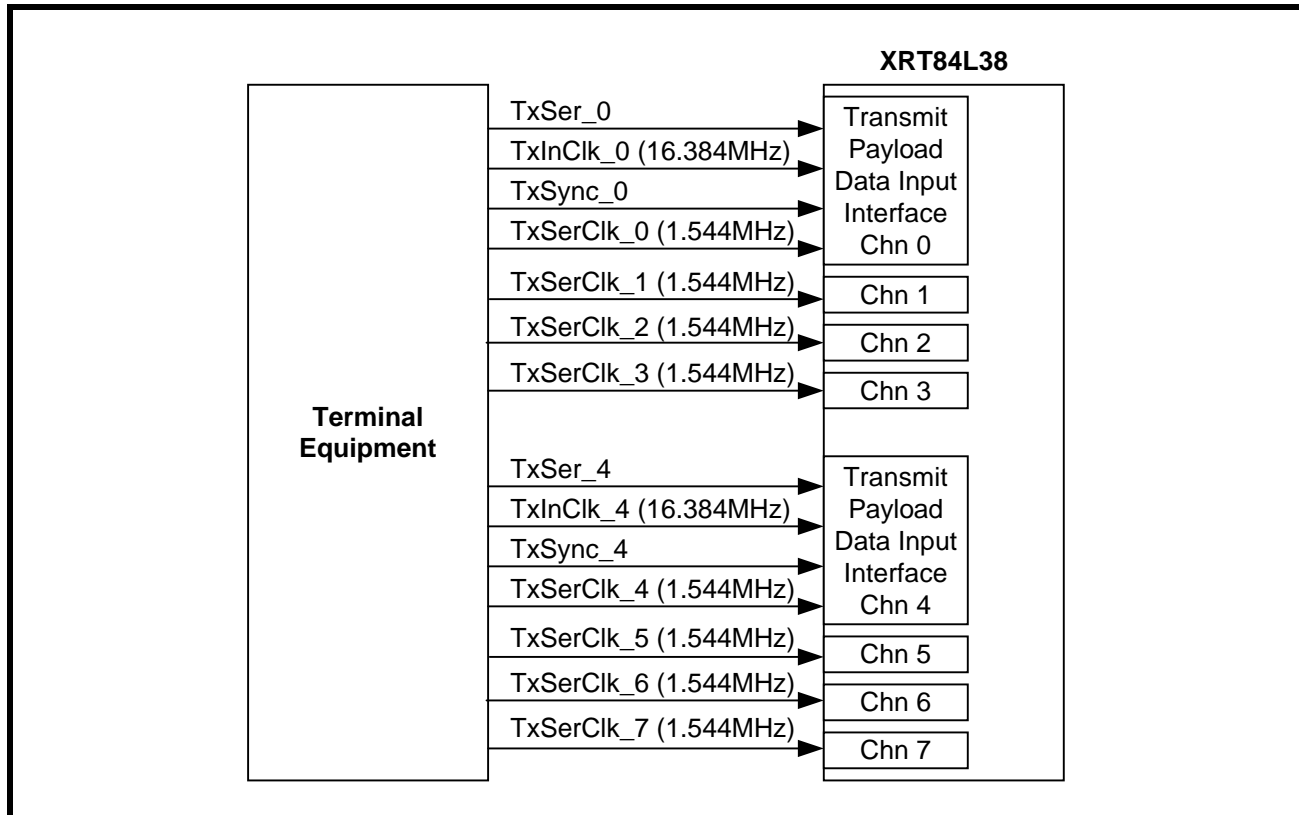 XRT84L38
Terminal
Equipment
TxSer_0
TxInClk_0 (16.384MHz)
TxSync_0
TxSerClk_0 (1.544MHz)
TxSerClk_1 (1.544MHz)
TxSerClk_2 (1.544MHz)
TxSerClk_3 (1.544MHz)
Transmit
Payload
Data Input
Interface
Chn 0
Chn 1
Chn 2
Chn 3
TxSer_4
TxInClk_4 (16.384MHz)
TxSync_4
TxSerClk_4 (1.544MHz)
TxSerClk_5 (1.544MHz)
TxSerClk_6 (1.544MHz)
TxSerClk_7 (1.544MHz)
Transmit
Payload
Data Input
Interface
Chn 4
Chn 5
Chn 6
Chn 7